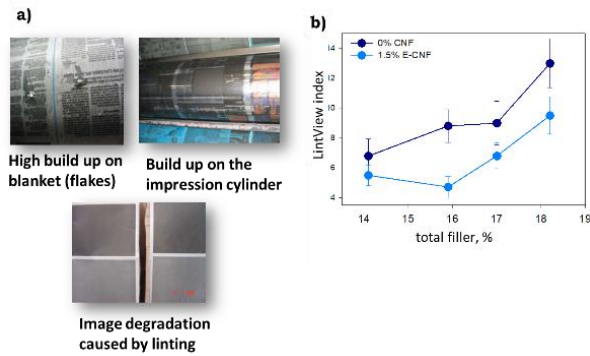 a)
High build up on
blanket (flakes)
Build up on the
impression cylinder
Image degradation
caused by linting
b)
0% CNF
1.5% E-CNF
LintView index
14
12
10
8
6
4
14 15 16 17 18 19
total filler, %